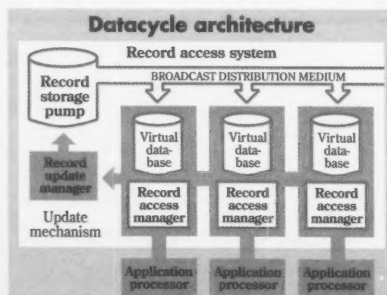 Datacycle architecture
Record access system
Record
storage
pump
BROADCAST DISTRIBUTION MEDIUM
Virtual
data-
base
Virtual
data-
base
Virtual
data-
base
Record
update
manager
Record
access
manager
Record
access
manager
Record
access
manager
Update
mechanism
Application
processor
Application
processor
Application
processor